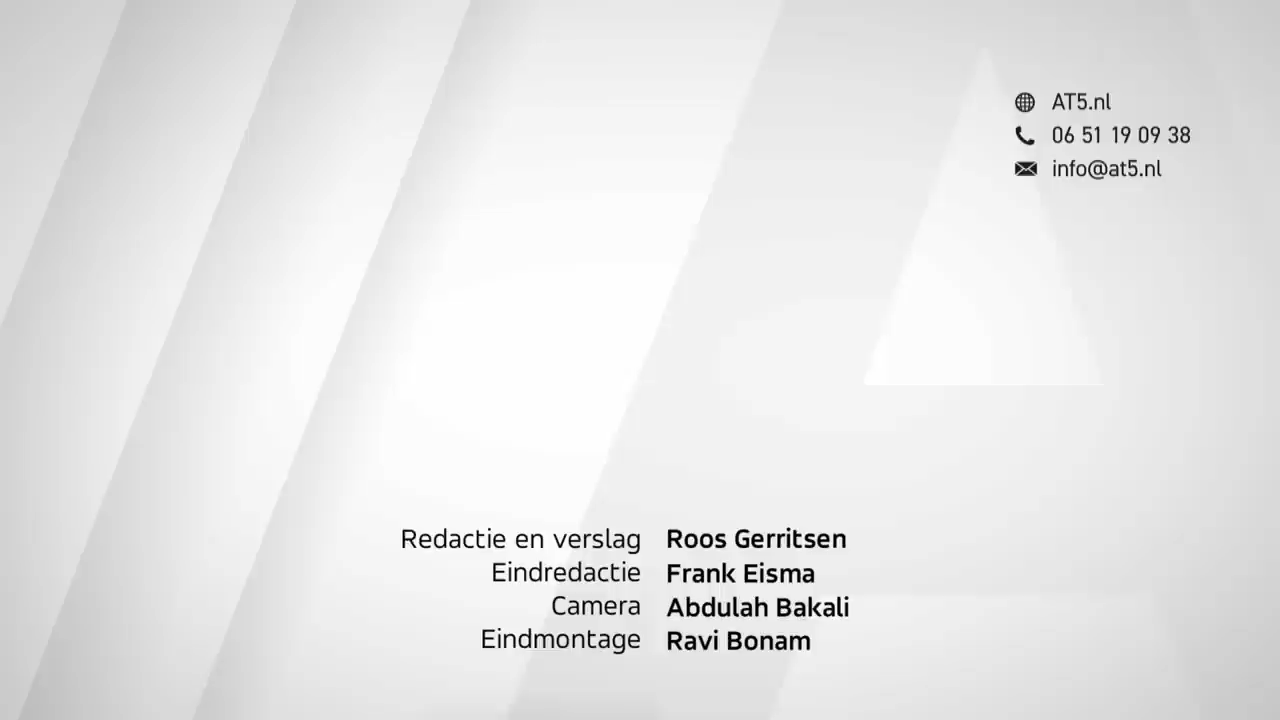 AT5.nl
06 51 19 09 38
info@at5.nl
Redactie en verslag Roos Gerritsen
Eindredactie Frank Eisma
Camera Abdulah Bakali
Eindmontage Ravi Bonam